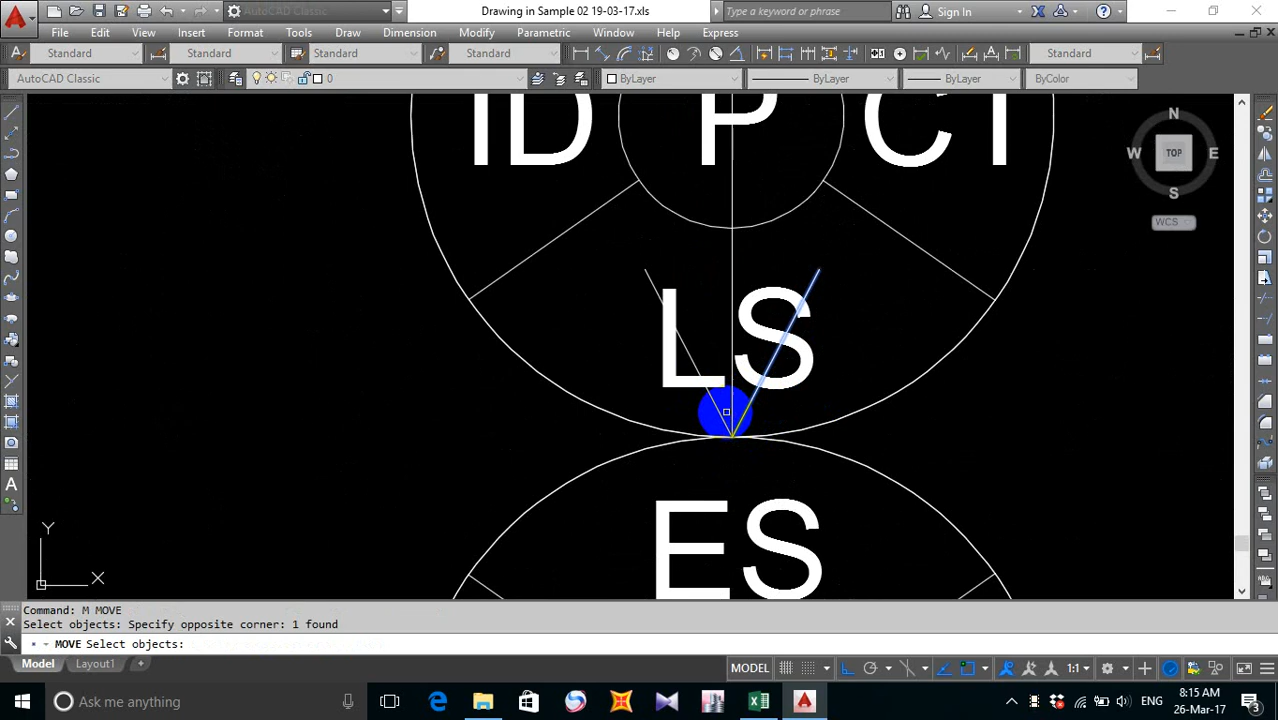 AutoCAD Classic
Drawing in Sample 02 19-03-17.xls
Type a keyword or phrase
Sign In
File Edit View Insert Format Tools Draw Dimension Modify Parametric Window Help Express
Standard Standard Standard Standard Standard
AutoCAD Classic 0 ByLayer ByLayer ByLayer ByColor
ID P CT
N
W TOP E
S
WCS
LS
ES
Y
X
Command: M MOVE
Select objects: Specify opposite corner: 1 found
MOVE Select objects:
Model Layout1 + MODEL 1:1
Ask me anything
ENG
8:15 AM
26-Mar-17
3